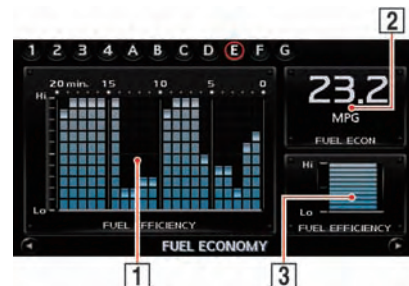 2
1 2 3 4 A B C D E F G
20 min. 15 10 5 0
Hi
Lo
FUEL EFFICIENCY
23.2
MPG
FUEL ECON
Hi
Lo
FUEL EFFICIENCY
FUEL ECONOMY
1 3